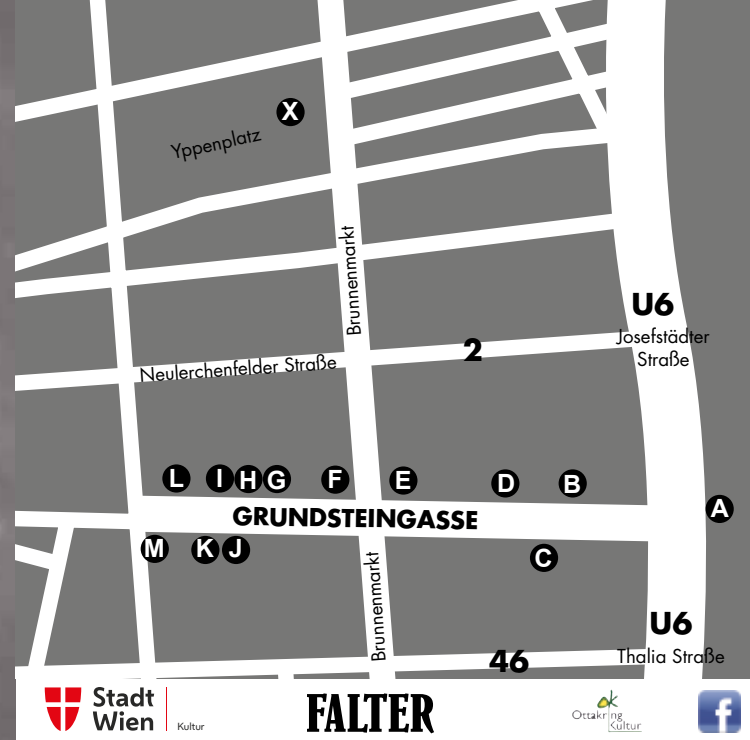 X
Yppenplatz
Brunnenmarkt
U6
Josefstädter
Straße
2
Neulerchenfelder Straße
L I H G F E D B
A
GRUNDSTEINGASSE
M K J C
Brunnenmarkt
U6
Thalia Straße
46
Stadt
Wien
Kultur
FALTER
ok
Ottakring
Kultur
f